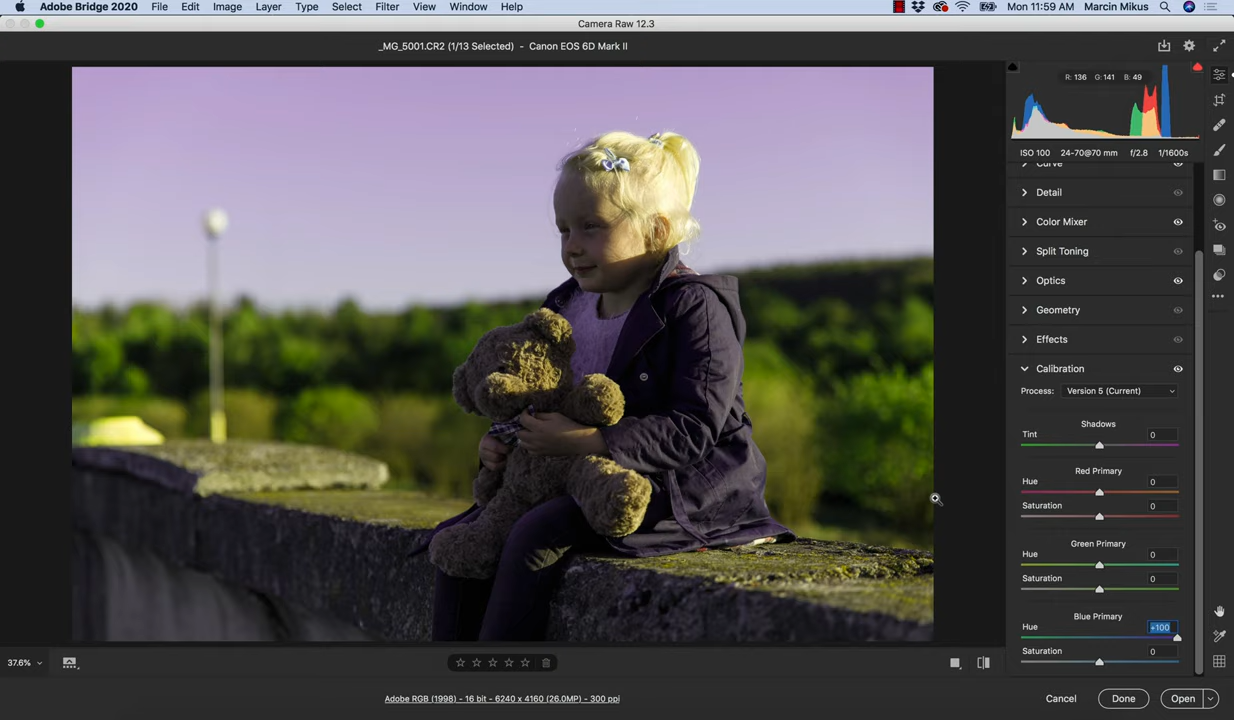 Adobe Bridge 2020 File Edit Image Layer Type Select Filter View Window Help Mon 11:59 AM Marcin Mikus
Camera Raw 12.3
_MG_5001.CR2 (1/13 Selected) - Canon EOS 6D Mark II
R: 136 G: 141 B: 49
ISO 100 24-70@70 mm f/2.8 1/1600s
Curve
Detail
Color Mixer
Split Toning
Optics
Geometry
Effects
Calibration
Process: Version 5 (Current)
Shadows
Tint 0
Red Primary
Hue 0
Saturation 0
Green Primary
Hue 0
Saturation 0
Blue Primary
Hue +100
Saturation 0
37.6%
Adobe RGB (1998) - 16 bit - 6240 x 4160 (26.0MP) - 300 ppi
Cancel Done Open